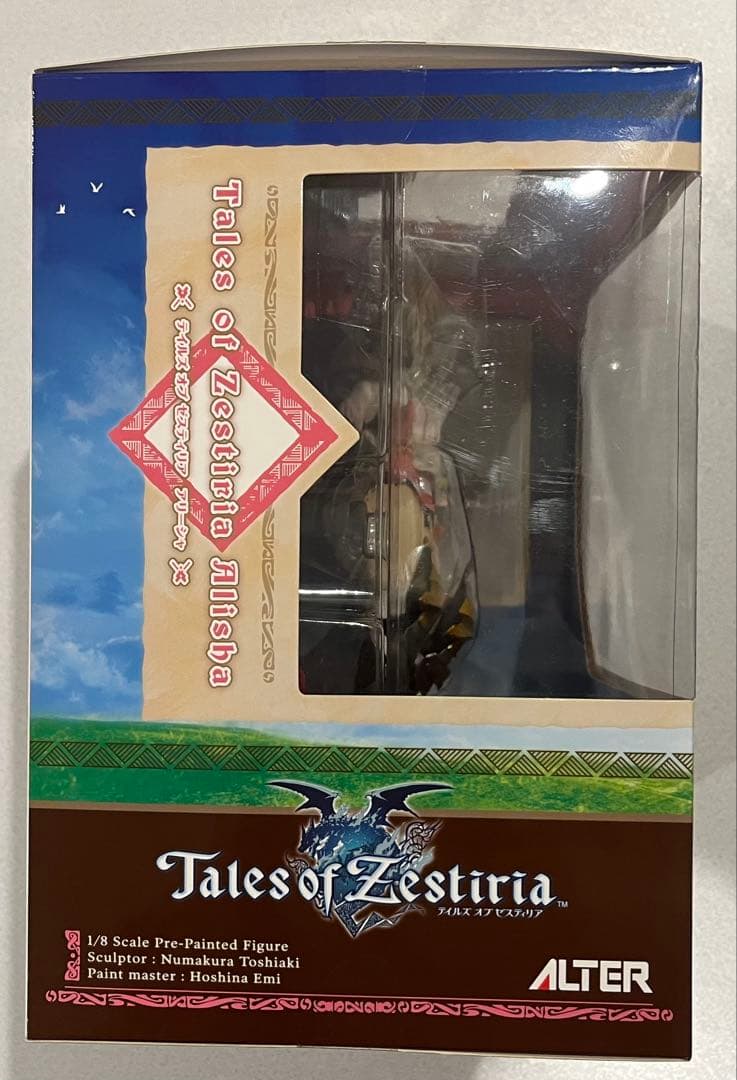 Tales of Zestiria Alisha
テイルズ オブ ゼスティリア アリーシャ
Tales of Zestiria™
テイルズ オブ ゼスティリア
1/8 Scale Pre-Painted Figure
Sculptor : Numakura Toshiaki
Paint master : Hoshina Emi
ALTER